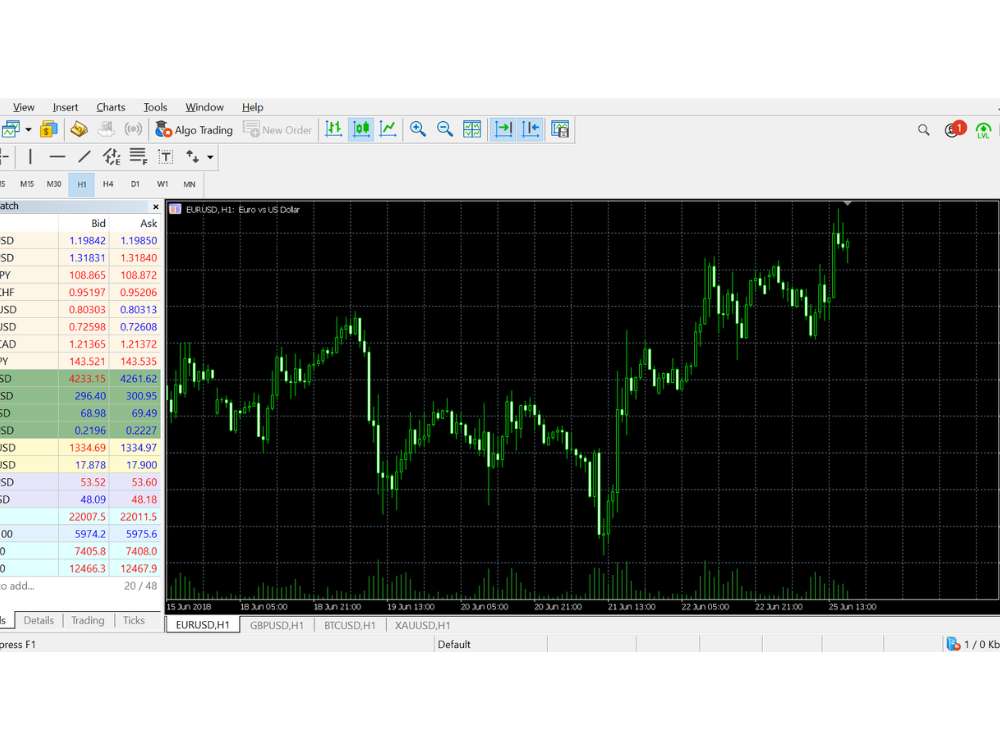 View Insert Charts Tools Window Help
$ Algo Trading New Order 1 LVL
E F T
M15 M30 H1 H4 D1 W1 MN
atch
Bid Ask
SD 1.19842 1.19850
SD 1.31831 1.31840
PY 108.865 108.872
HF 0.95197 0.95206
USD 0.80303 0.80313
USD 0.72598 0.72608
CAD 1.21365 1.21372
PY 143.521 143.535
SD 4233.15 4261.62
SD 296.40 300.95
SD 68.98 69.49
SD 0.2196 0.2227
USD 1334.69 1334.97
USD 17.878 17.900
USD 53.52 53.60
SD 48.09 48.18
22007.5 22011.5
00 5974.2 5975.6
0 7405.8 7408.0
0 12466.3 12467.9
o add... 20 / 48
ls Details Trading Ticks
EURUSD, H1: Euro vs US Dollar
15 Jun 2018 18 Jun 05:00 18 Jun 21:00 19 Jun 13:00 20 Jun 05:00 20 Jun 21:00 21 Jun 13:00 22 Jun 05:00 22 Jun 21:00 25 Jun 13:00
EURUSD,H1 GBPUSD,H1 BTCUSD,H1 XAUUSD,H1
press F1 Default 1 / 0 Kb